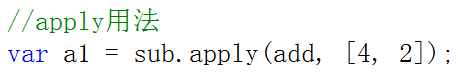 //apply用法
var a1 = sub.apply(add, [4, 2]);